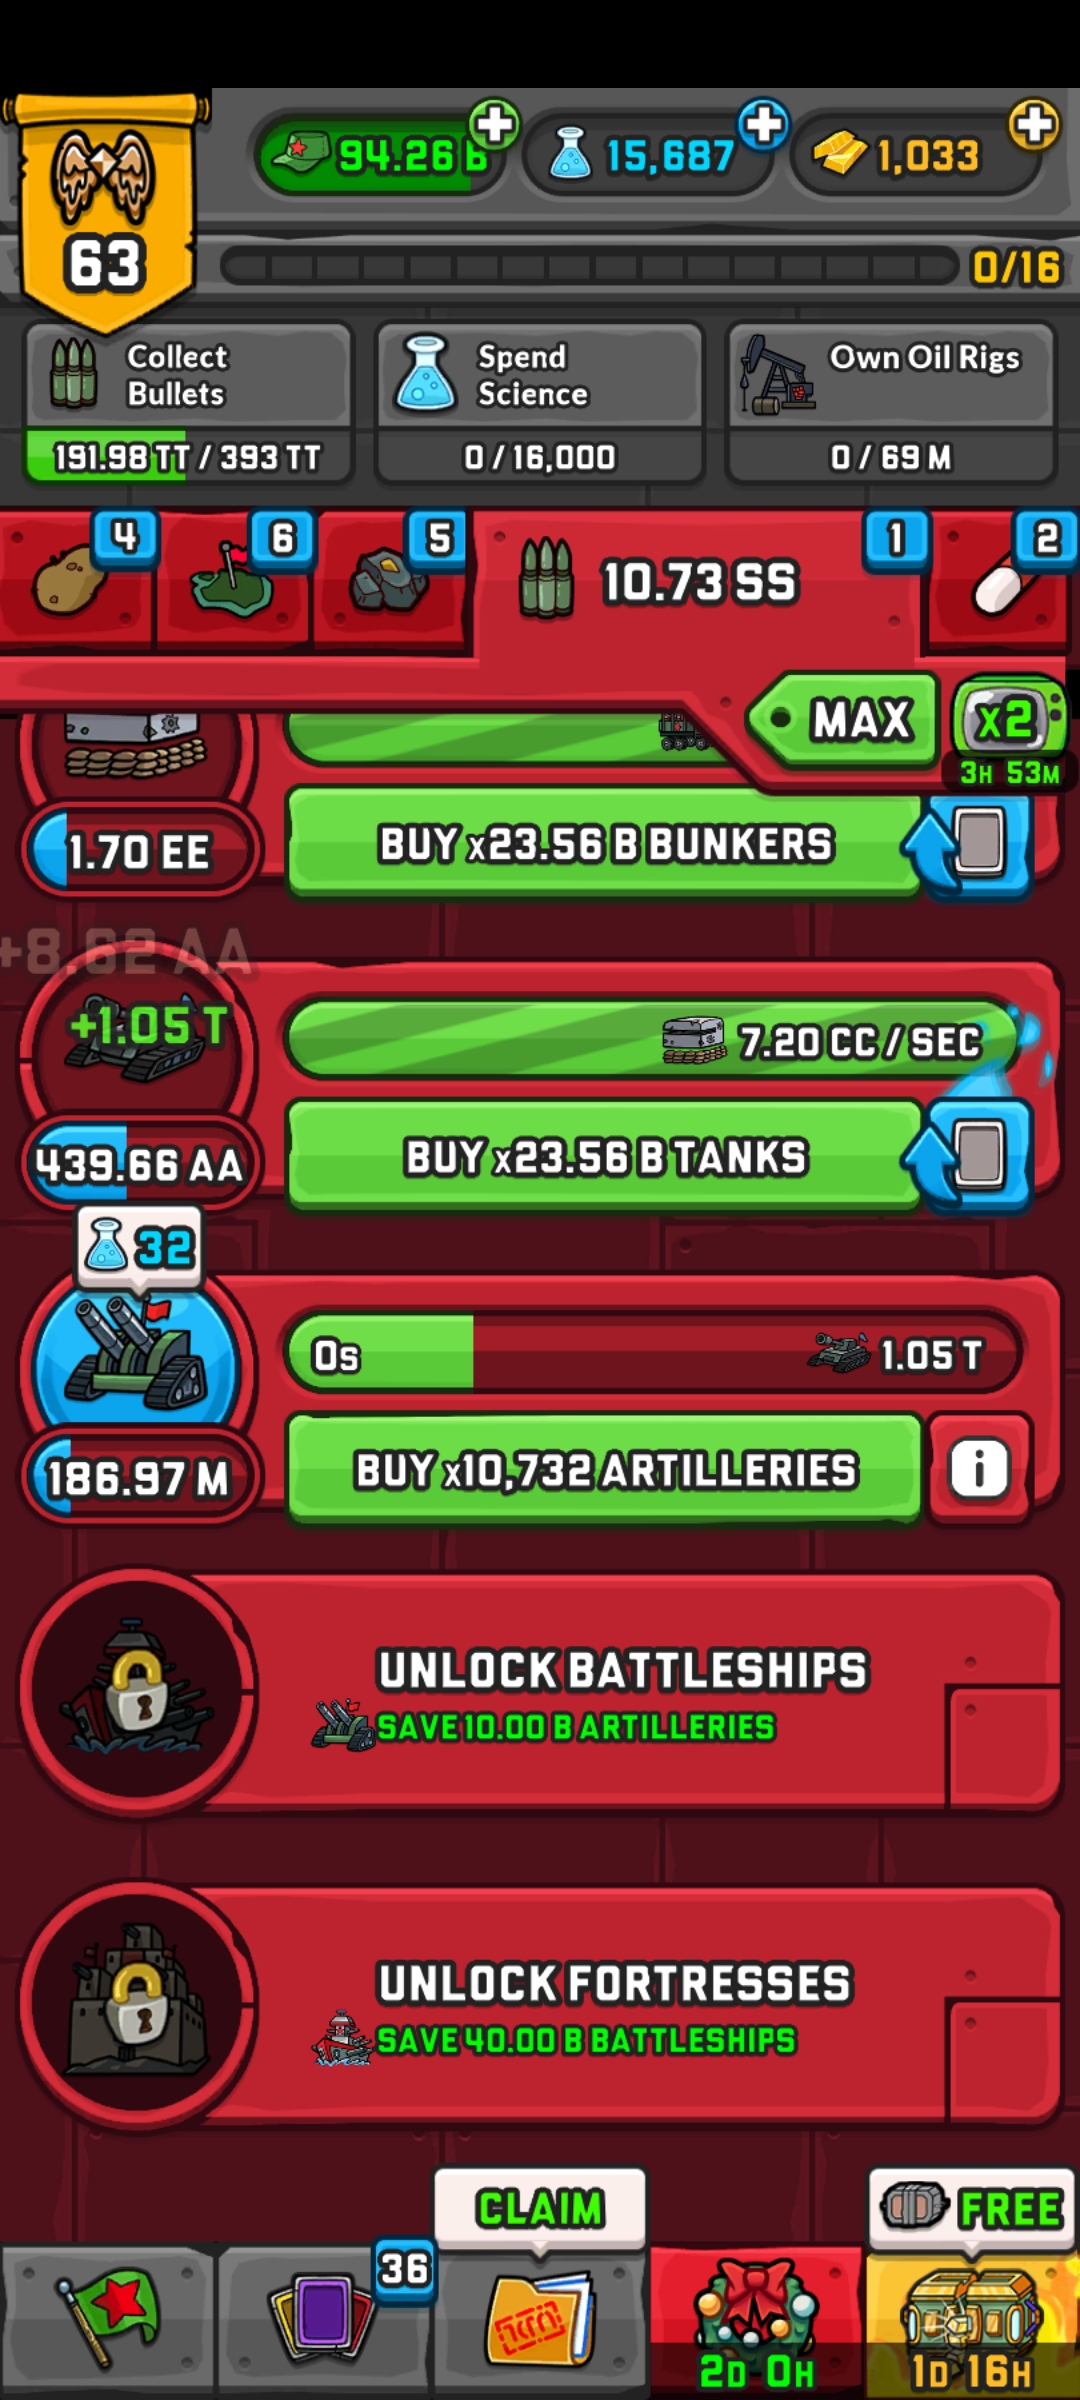 94.26 B
15,687
1,033
63
0/16
Collect
Bullets
Spend
Science
Own Oil Rigs
191.98 TT / 393 TT
0 / 16,000
0 / 69 M
4
6
5
10.73 SS
1
2
MAX
x2
3H 53M
1.70 EE
BUY x23.56 B BUNKERS
+8.62 AA
+1.05 T
7.20 CC / SEC
439.66 AA
BUY x23.56 B TANKS
32
0s
1.05 T
186.97 M
BUY x10,732 ARTILLERIES
i
UNLOCK BATTLESHIPS
SAVE 10.00 B ARTILLERIES
UNLOCK FORTRESSES
SAVE 40.00 B BATTLESHIPS
CLAIM
FREE
36
2D 0H
1D 16H